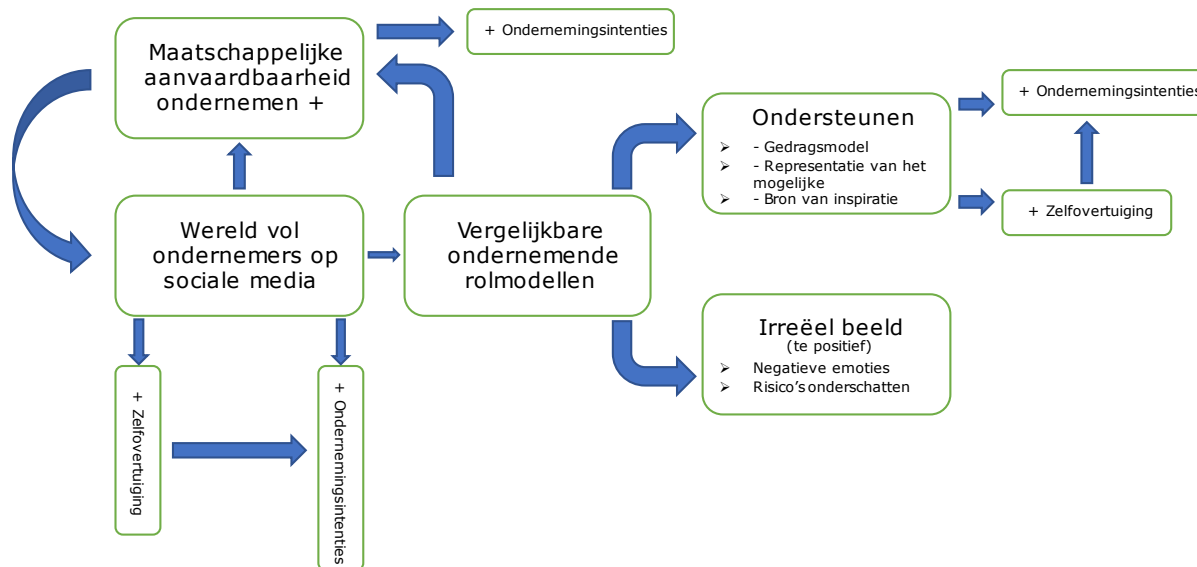 Maatschappelijke
aanvaardbaarheid
ondernemen +
+ Ondernemingsintenties
Wereld vol
ondernemers op
sociale media
Vergelijkbare
ondernemende
rolmodellen
Ondersteunen
➢ - Gedragsmodel
➢ - Representatie van het
mogelijke
➢ - Bron van inspiratie
+ Ondernemingsintenties
+ Zelfovertuiging
Irreëel beeld
(te positief)
➢ Negatieve emoties
➢ Risico's onderschatten
+ Zelfovertuiging
+ Ondernemingsintenties